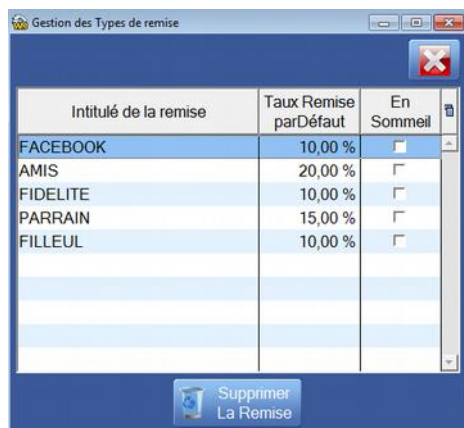 Gestion des Types de remise
Intitulé de la remise
Taux Remise
parDéfaut
En
Sommeil
FACEBOOK 10,00 %
AMIS 20,00 %
FIDELITE 10,00 %
PARRAIN 15,00 %
FILLEUL 10,00 %
Supprimer
La Remise